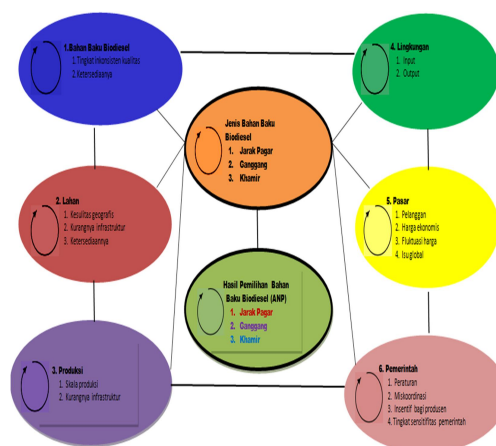 1.Bahan Baku Biodiesel
1.Tingkat inkonsisten kualitas
2.Ketersediaanya
4. Lingkungan
1. Input
2. Output
Jenis Bahan Baku
Biodiesel
1. Jarak Pagar
2. Ganggang
3. Khamir
2. Lahan
1. Kesulitas geografis
2. Kurangnya infrastruktur
3. Ketersediaannya
5. Pasar
1. Pelanggan
2. Harga ekonomis
3. Fluktuasi harga
4. Isu global
Hasil Pemilihan Bahan
Baku Biodiesel (ANP)
1. Jarak Pagar
2. Ganggang
3. Khamir
3. Produksi
1. Skala produksi
2. Kurangnya infrastruktur
6. Pemerintah
1. Peraturan
2. Miskoordinasi
3. Insentif bagi produsen
4. Tingkat sensitifitas pemerintah